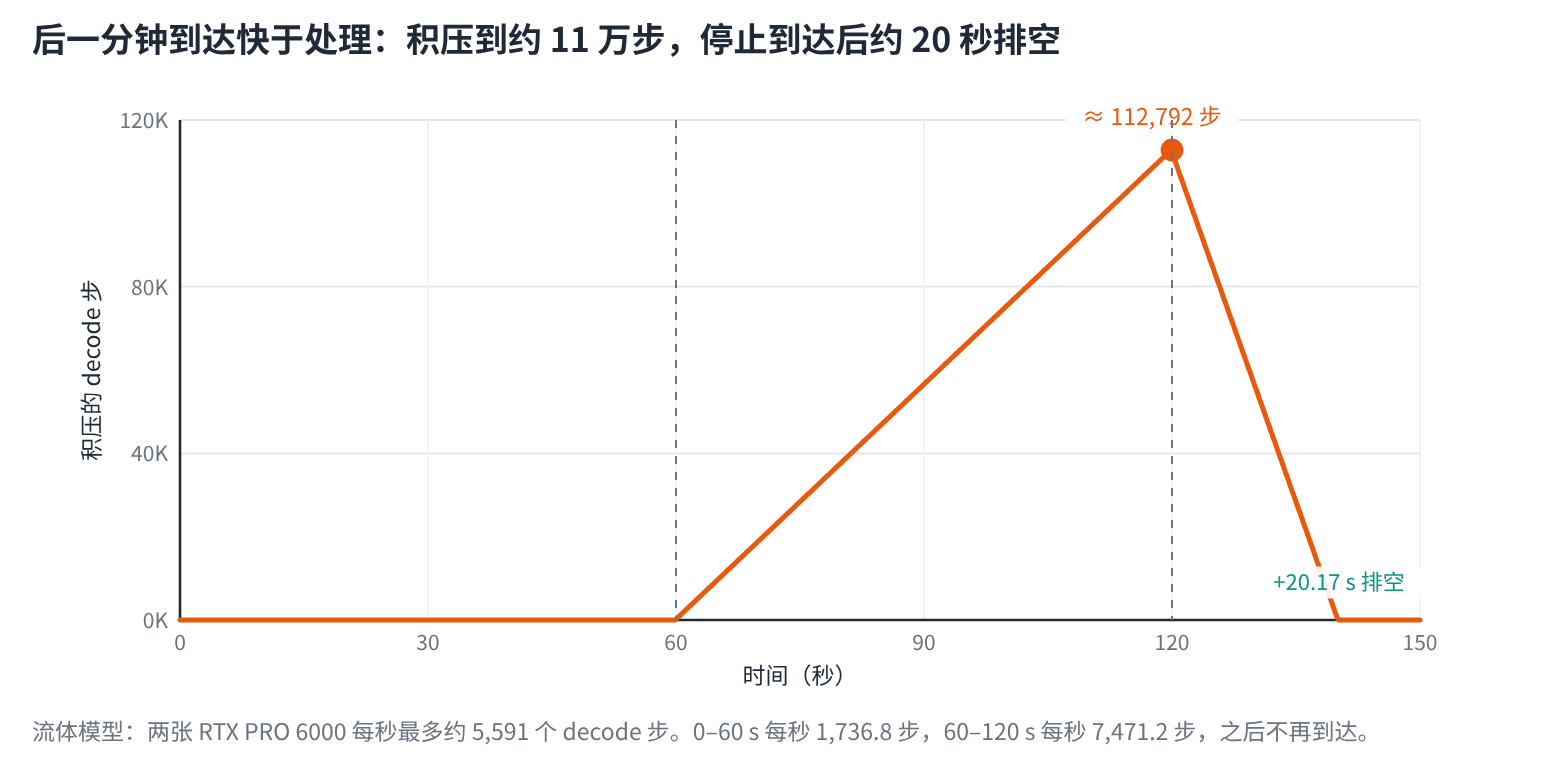 后一分钟到达快于处理：积压到约 11 万步，停止到达后约 20 秒排空
≈ 112,792 步
120K
80K
40K
0K
积压的 decode 步
+20.17 s 排空
0
30
60
90
120
150
时间（秒）
流体模型：两张 RTX PRO 6000 每秒最多约 5,591 个 decode 步。0–60 s 每秒 1,736.8 步，60–120 s 每秒 7,471.2 步，之后不再到达。